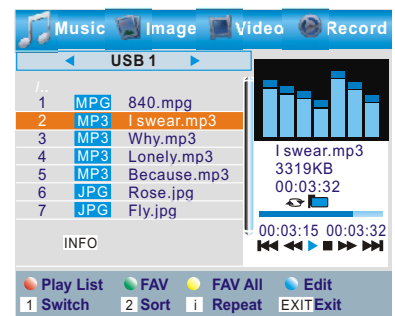 Music Image Video Record
USB 1
/..
1 MPG 840.mpg
2 MP3 I swear.mp3
3 MP3 Why.mp3
4 MP3 Lonely.mp3
5 MP3 Because.mp3
6 JPG Rose.jpg
7 JPG Fly.jpg
INFO
I swear.mp3
3319KB
00:03:32
00:03:15 00:03:32
Play List FAV FAV All Edit
1 Switch 2 Sort i Repeat EXIT Exit